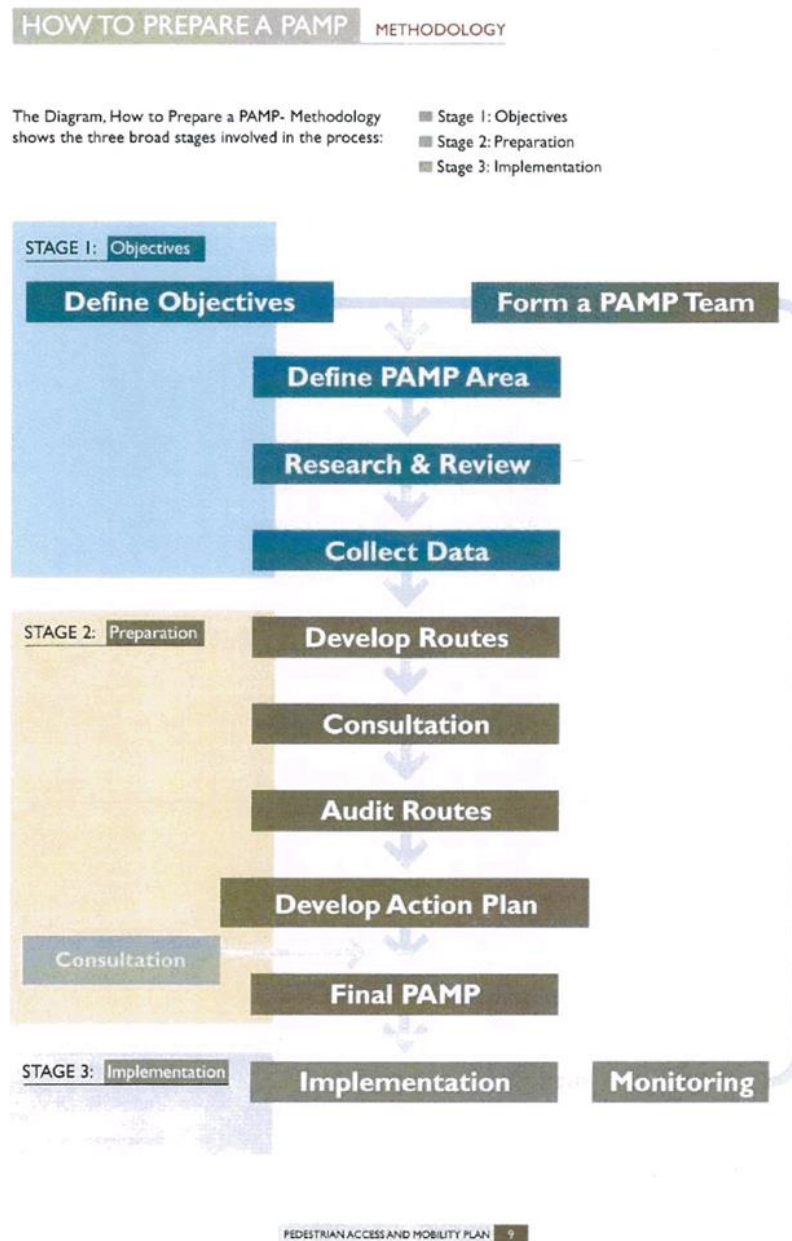 HOW TO PREPARE A PAMP METHODOLOGY
The Diagram, How to Prepare a PAMP- Methodology
shows the three broad stages involved in the process:
Stage 1: Objectives
Stage 2: Preparation
Stage 3: Implementation
STAGE 1: Objectives
Define Objectives
Form a PAMP Team
Define PAMP Area
Research & Review
Collect Data
STAGE 2: Preparation
Develop Routes
Consultation
Audit Routes
Develop Action Plan
Consultation
Final PAMP
STAGE 3: Implementation
Implementation
Monitoring
PEDESTRIAN ACCESS AND MOBILITY PLAN 9